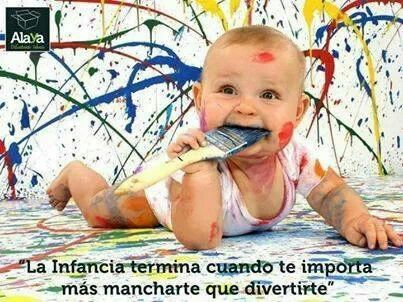 Alaya
"La Infancia termina cuando te importa
más mancharte que divertirte"